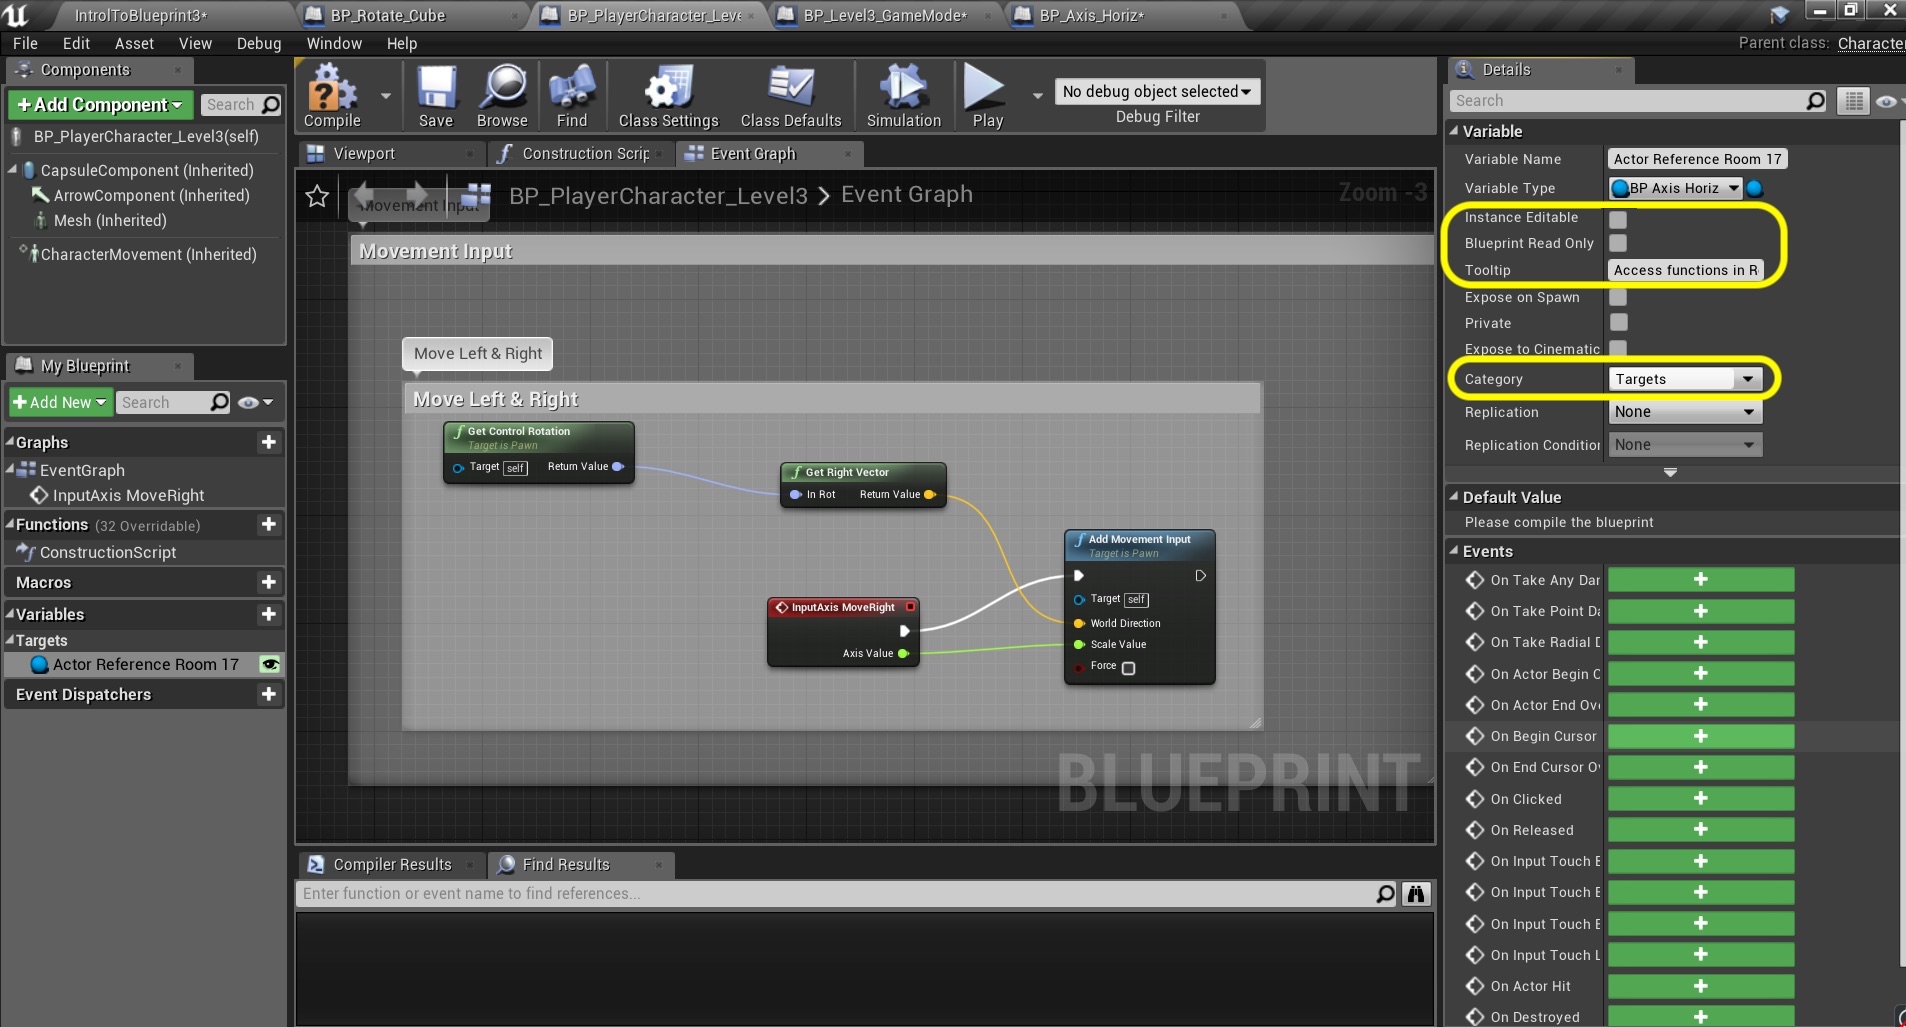 IntrolToBlueprint3*
BP_Rotate_Cube
BP_PlayerCharacter_Leve
BP_Level3_GameMode*
BP_Axis_Horiz*
File Edit Asset View Debug Window Help
Parent class: Character
Components
+Add Component
Search
BP_PlayerCharacter_Level3(self)
CapsuleComponent (Inherited)
ArrowComponent (Inherited)
Mesh (Inherited)
CharacterMovement (Inherited)
My Blueprint
+Add New
Search
Graphs
EventGraph
InputAxis MoveRight
Functions (32 Overridable)
ConstructionScript
Macros
Variables
Targets
Actor Reference Room 17
Event Dispatchers
Compile
Save
Browse
Find
Class Settings
Class Defaults
Simulation
Play
No debug object selected
Debug Filter
Viewport
Construction Scrip
Event Graph
Movement Input
BP_PlayerCharacter_Level3 > Event Graph
Zoom -3
Movement Input
Move Left & Right
Move Left & Right
Get Control Rotation
Target is Pawn
Target self Return Value
Get Right Vector
In Rot Return Value
Add Movement Input
Target is Pawn
Target self
World Direction
Scale Value
Force
InputAxis MoveRight
Axis Value
BLUEPRINT
Compiler Results
Find Results
Enter function or event name to find references...
Details
Search
Variable
Variable Name Actor Reference Room 17
Variable Type BP Axis Horiz
Instance Editable
Blueprint Read Only
Tooltip Access functions in R
Expose on Spawn
Private
Expose to Cinematic
Category Targets
Replication None
Replication Condition None
Default Value
Please compile the blueprint
Events
On Take Any Dar
On Take Point Da
On Take Radial D
On Actor Begin C
On Actor End Ove
On Begin Cursor
On End Cursor O
On Clicked
On Released
On Input Touch E
On Input Touch E
On Input Touch E
On Input Touch L
On Actor Hit
On Destroyed